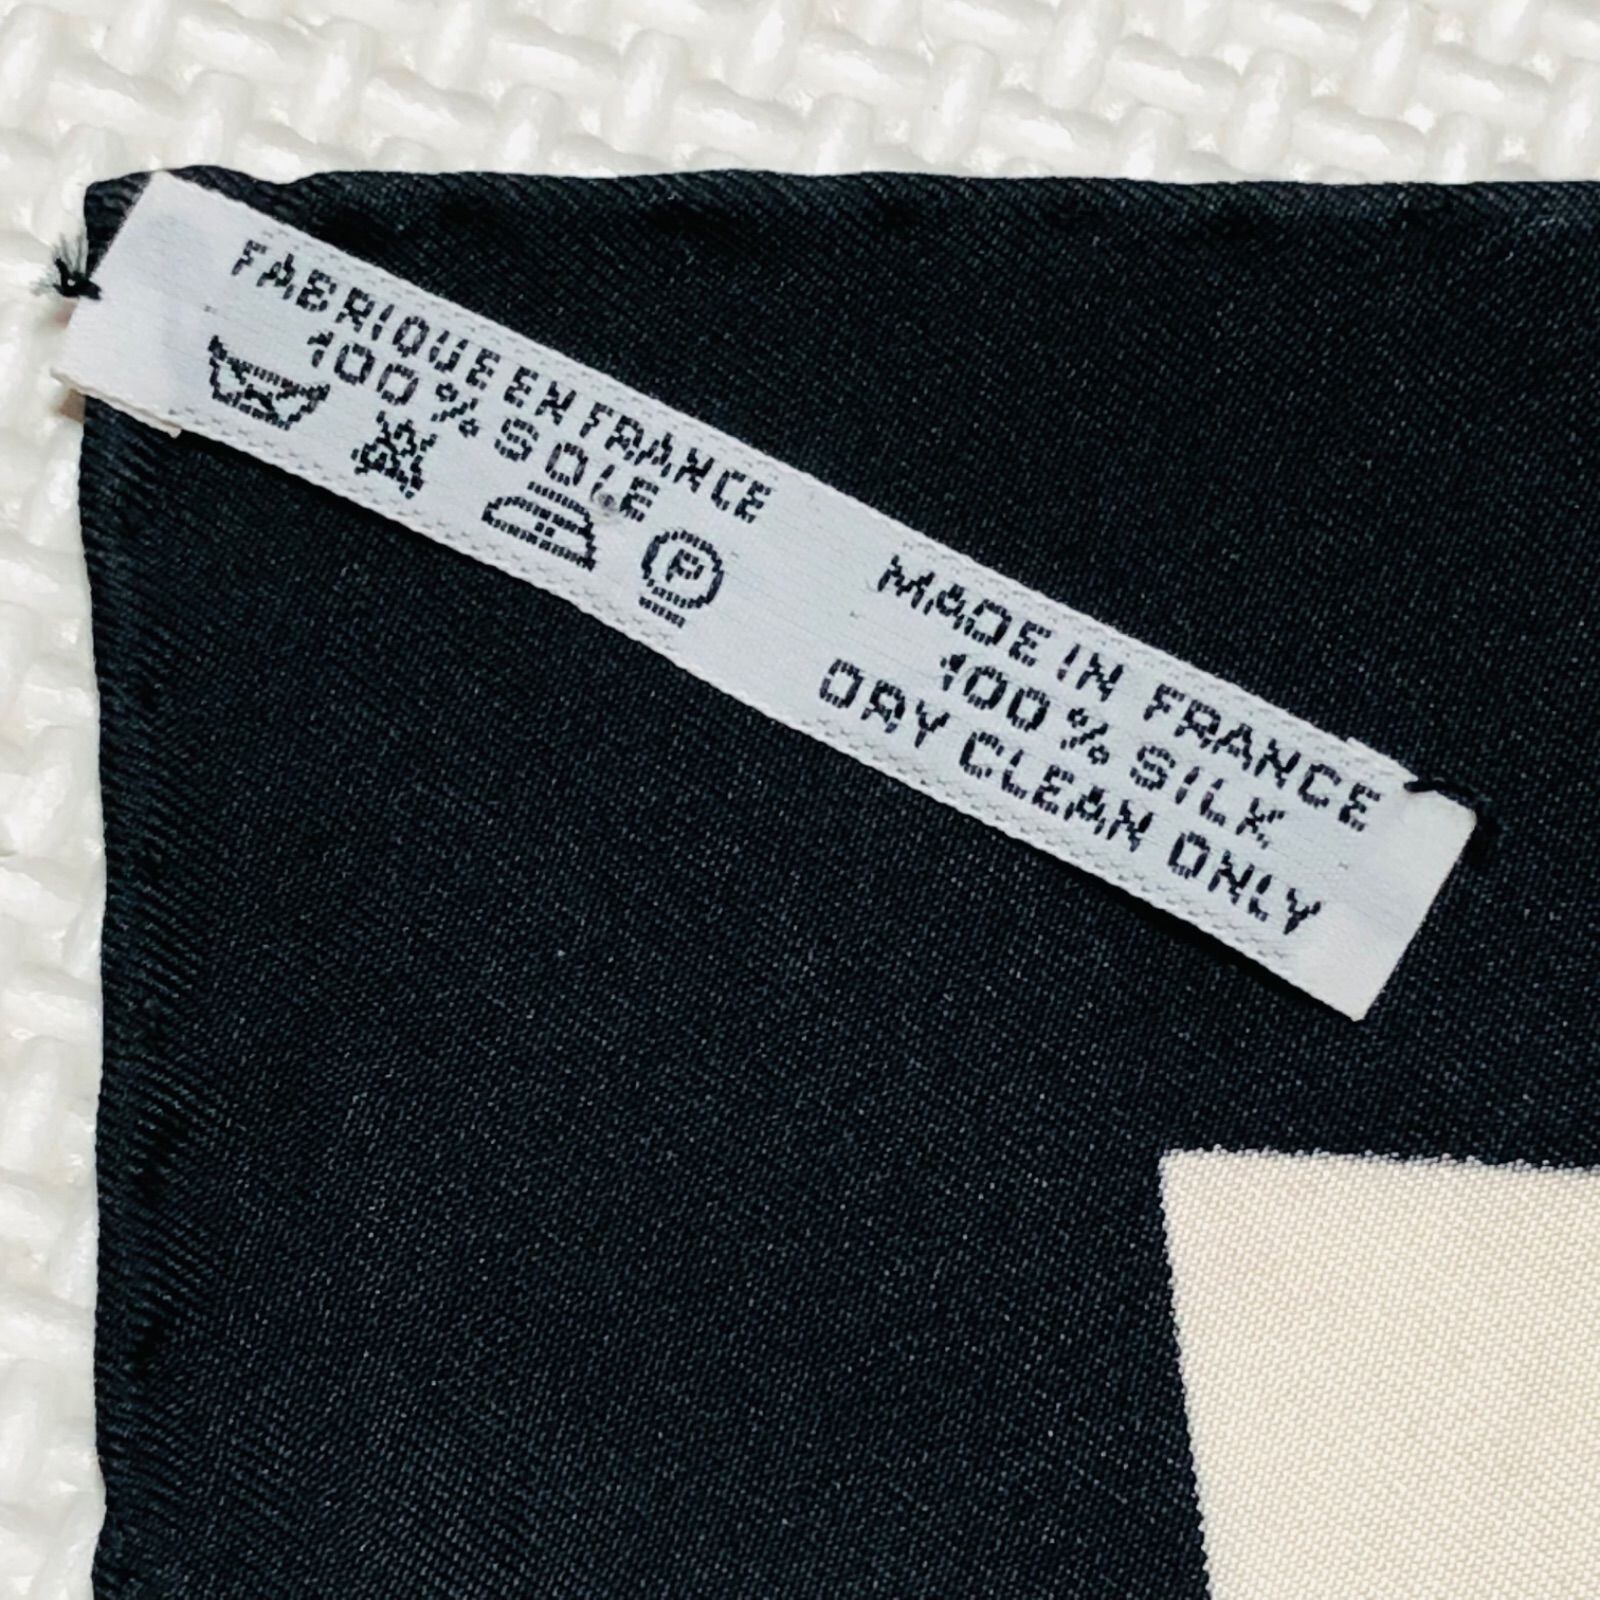 FABRIQUE EN FRANCE
100% SOIE
P
MADE IN FRANCE
100% SILK
DRY CLEAN ONLY